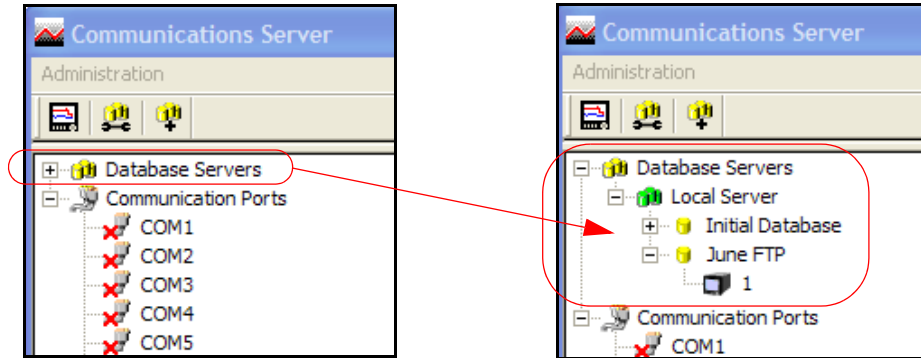 Communications Server
Administration
Database Servers
Communication Ports
COM1
COM2
COM3
COM4
COM5
Communications Server
Administration
Database Servers
Local Server
Initial Database
June FTP
1
Communication Ports
COM1